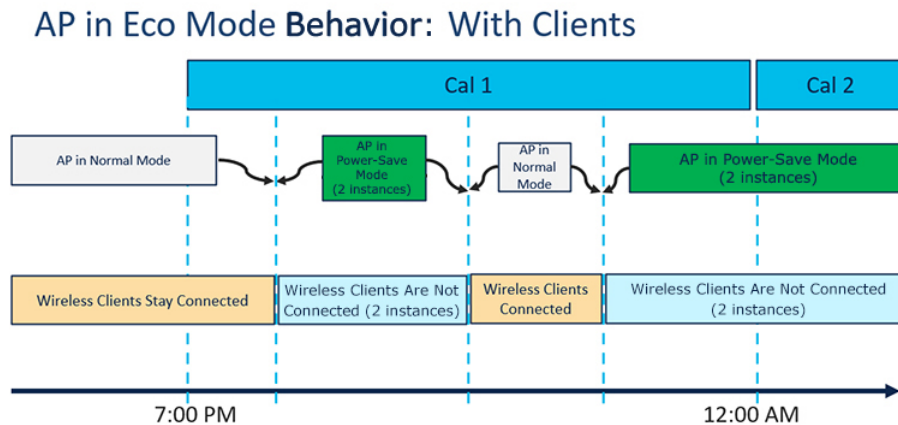 AP in Eco Mode Behavior: With Clients
Cal 1
Cal 2
AP in Normal Mode
AP in
Power-Save
Mode
(2 instances)
AP in
Normal
Mode
AP in Power-Save Mode
(2 instances)
Wireless Clients Stay Connected
Wireless Clients Are Not
Connected (2 instances)
Wireless Clients
Connected
Wireless Clients Are Not Connected
(2 instances)
7:00 PM
12:00 AM